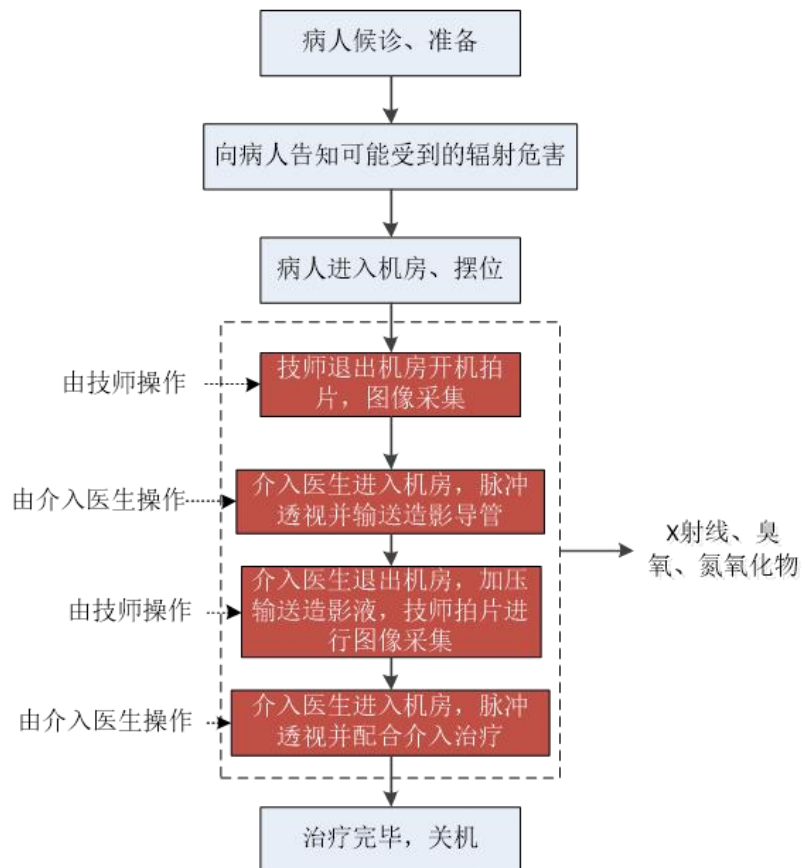 病人候诊、准备
向病人告知可能受到的辐射危害
病人进入机房、摆位
由技师操作
技师退出机房开机拍
片，图像采集
由介入医生操作
介入医生进入机房，脉冲
透视并输送造影导管
X射线、臭
氧、氮氧化物
由技师操作
介入医生退出机房，加压
输送造影液，技师拍片进
行图像采集
由介入医生操作
介入医生进入机房，脉冲
透视并配合介入治疗
治疗完毕，关机